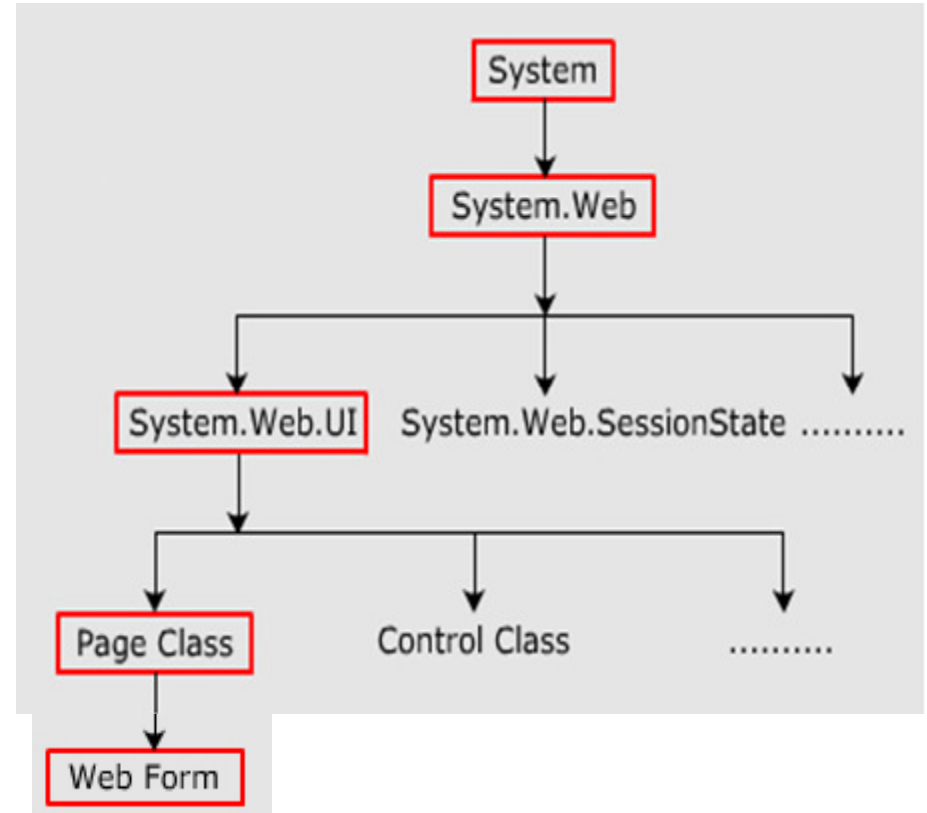 System
System.Web
System.Web.UI System.Web.SessionState ..........
Page Class Control Class ..........
Web Form